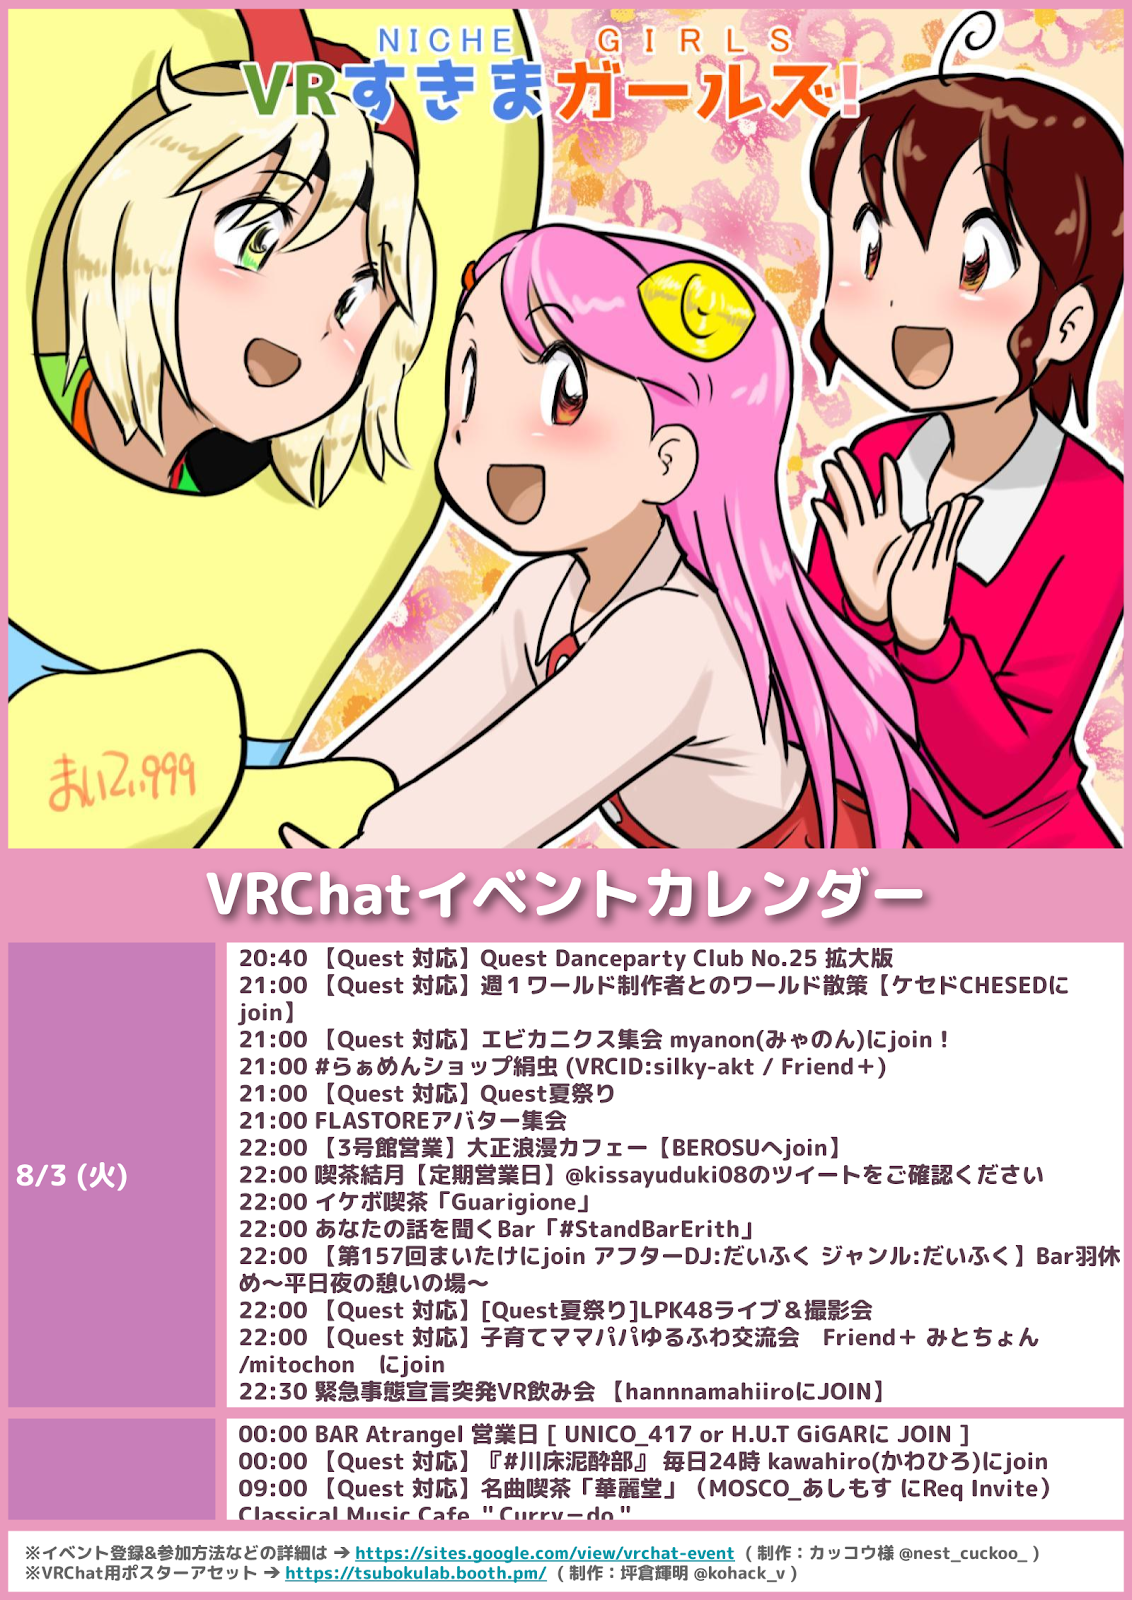 NICHE GIRLS
VRすきまガールズ!
まいてぃ999
VRChatイベントカレンダー
8/3 (火)
20:40 【Quest 対応】Quest Danceparty Club No.25 拡大版
21:00 【Quest 対応】週１ワールド制作者とのワールド散策【ケセドCHESEDに
join】
21:00 【Quest 対応】エビカニクス集会 myanon(みゃのん)にjoin！
21:00 #らぁめんショップ絹虫 (VRCID:silky-akt / Friend＋)
21:00 【Quest 対応】Quest夏祭り
21:00 FLASTOREアバター集会
22:00 【3号館営業】大正浪漫カフェー【BEROSUへjoin】
22:00 喫茶結月【定期営業日】@kissayuduki08のツイートをご確認ください
22:00 イケボ喫茶「Guarigione」
22:00 あなたの話を聞くBar「#StandBarErith」
22:00 【第157回まいたけにjoin アフターDJ:だいふく ジャンル:だいふく】Bar羽休
め～平日夜の憩いの場～
22:00 【Quest 対応】[Quest夏祭り]LPK48ライブ＆撮影会
22:00 【Quest 対応】子育てママパパゆるふわ交流会　Friend＋ みとちょん
/mitochon　にjoin
22:30 緊急事態宣言突発VR飲み会 【hannnamahiiroにJOIN】
00:00 BAR Atrangel 営業日 [ UNICO_417 or H.U.T GiGARに JOIN ]
00:00 【Quest 対応】『#川床泥酔部』 毎日24時 kawahiro(かわひろ)にjoin
09:00 【Quest 対応】名曲喫茶「華麗堂」（MOSCO_あしもす にReq Invite）
Classical Music Cafe ＂Curry－do＂
※イベント登録&参加方法などの詳細は ➔ https://sites.google.com/view/vrchat-event （ 制作：カッコウ様 @nest_cuckoo_ ）
※VRChat用ポスターアセット ➔ https://tsubokulab.booth.pm/ （ 制作：坪倉輝明 @kohack_v ）